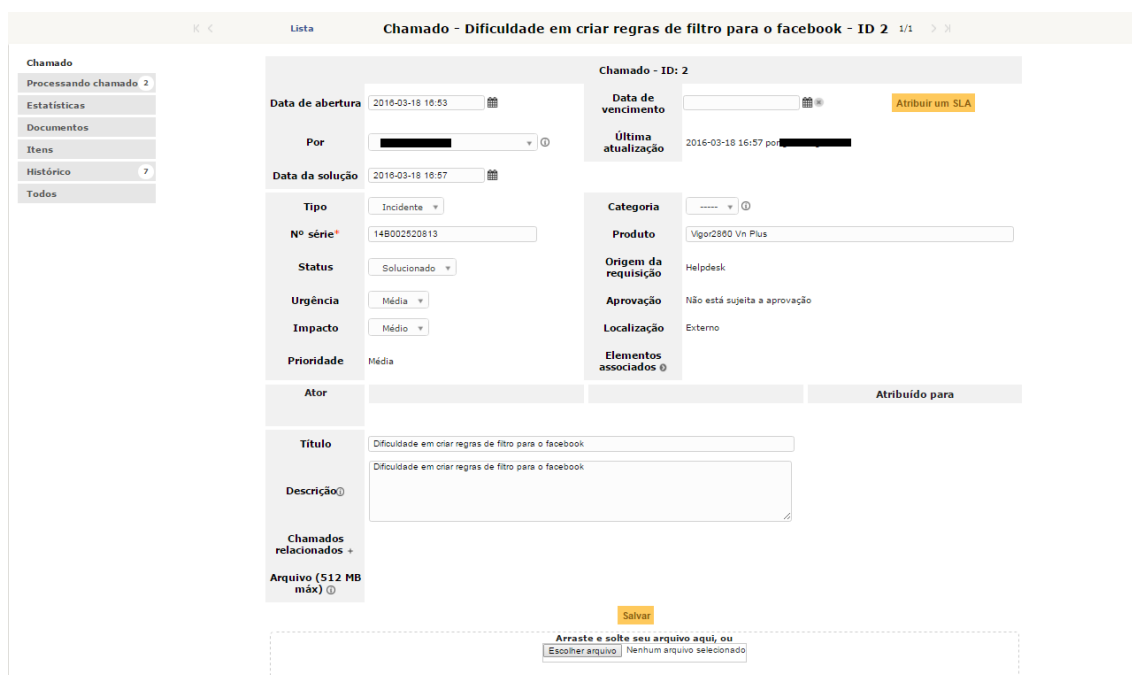 Lista Chamado - Dificuldade em criar regras de filtro para o facebook - ID 2 1/1
Chamado
Processando chamado 2
Estatísticas
Documentos
Itens
Histórico 7
Todos
Chamado - ID: 2
Data de abertura 2016-03-18 16:53 Data de vencimento Atribuir um SLA
Por Última atualização 2016-03-18 16:57 por
Data da solução 2016-03-18 16:57
Tipo Incidente Categoria -----
Nº série* 14B002520813 Produto Vigor2860 Vn Plus
Status Solucionado Origem da requisição Helpdesk
Urgência Média Aprovação Não está sujeita a aprovação
Impacto Médio Localização Externo
Prioridade Média Elementos associados
Ator Atribuído para
Título Dificuldade em criar regras de filtro para o facebook
Descrição Dificuldade em criar regras de filtro para o facebook
Chamados relacionados +
Arquivo (512 MB máx)
Salvar
Arraste e solte seu arquivo aqui, ou
Escolher arquivo Nenhum arquivo selecionado